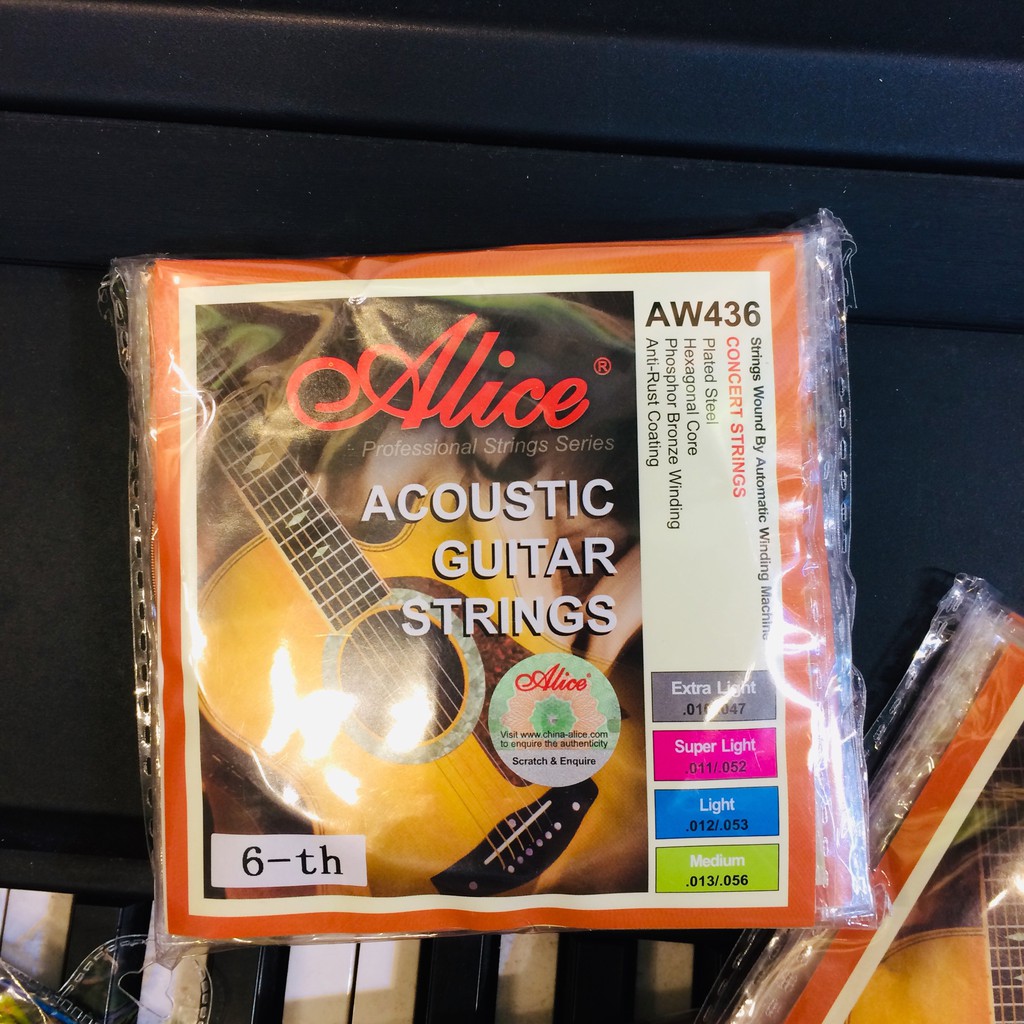 Alice®
Professional Strings Series
ACOUSTIC
GUITAR
STRINGS
Alice®
Visit www.china-alice.com
to enquire the authenticity
Scratch & Enquire
6-th
AW436
Strings Wound By Automatic Winding Machine
CONCERT STRINGS
Plated Steel
Hexagonal Core
Phosphor Bronze Winding
Anti-Rust Coating
Extra Light
.010/.047
Super Light
.011/.052
Light
.012/.053
Medium
.013/.056